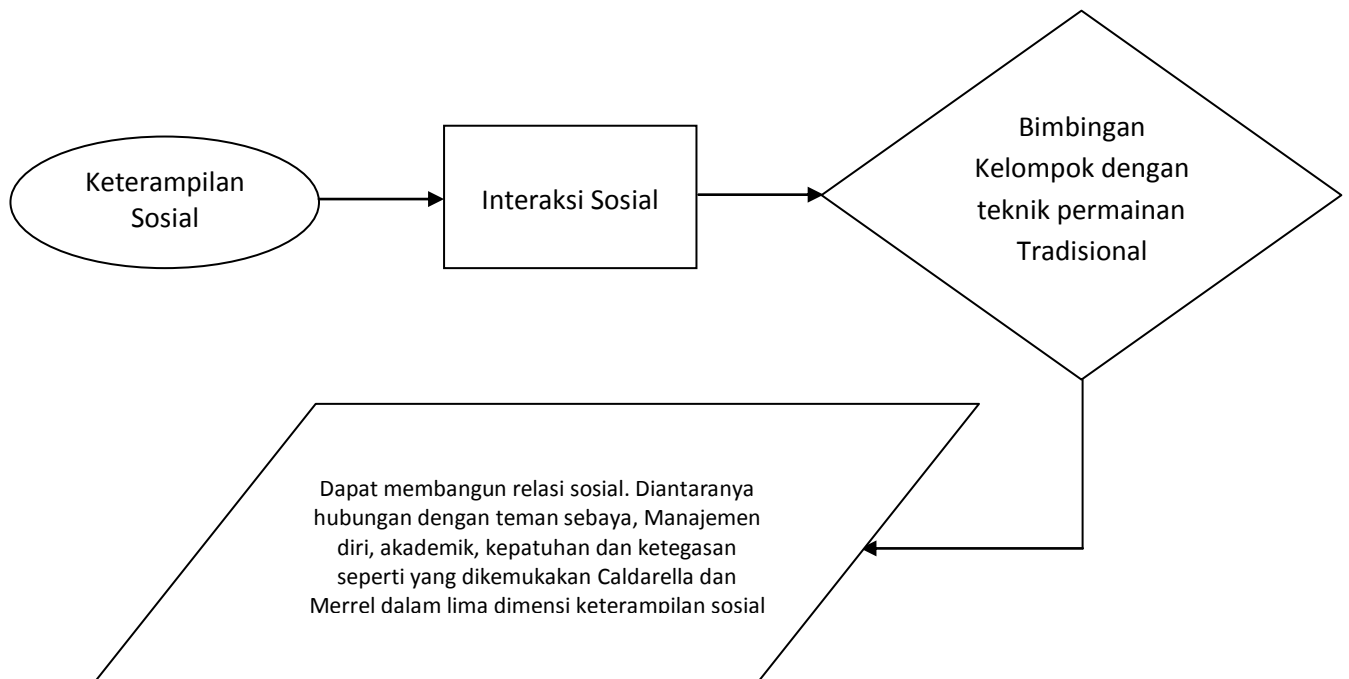 Keterampilan
Sosial
Interaksi Sosial
Bimbingan
Kelompok dengan
teknik permainan
Tradisional
Dapat membangun relasi sosial. Diantaranya
hubungan dengan teman sebaya, Manajemen
diri, akademik, kepatuhan dan ketegasan
seperti yang dikemukakan Caldarella dan
Merrel dalam lima dimensi keterampilan sosial